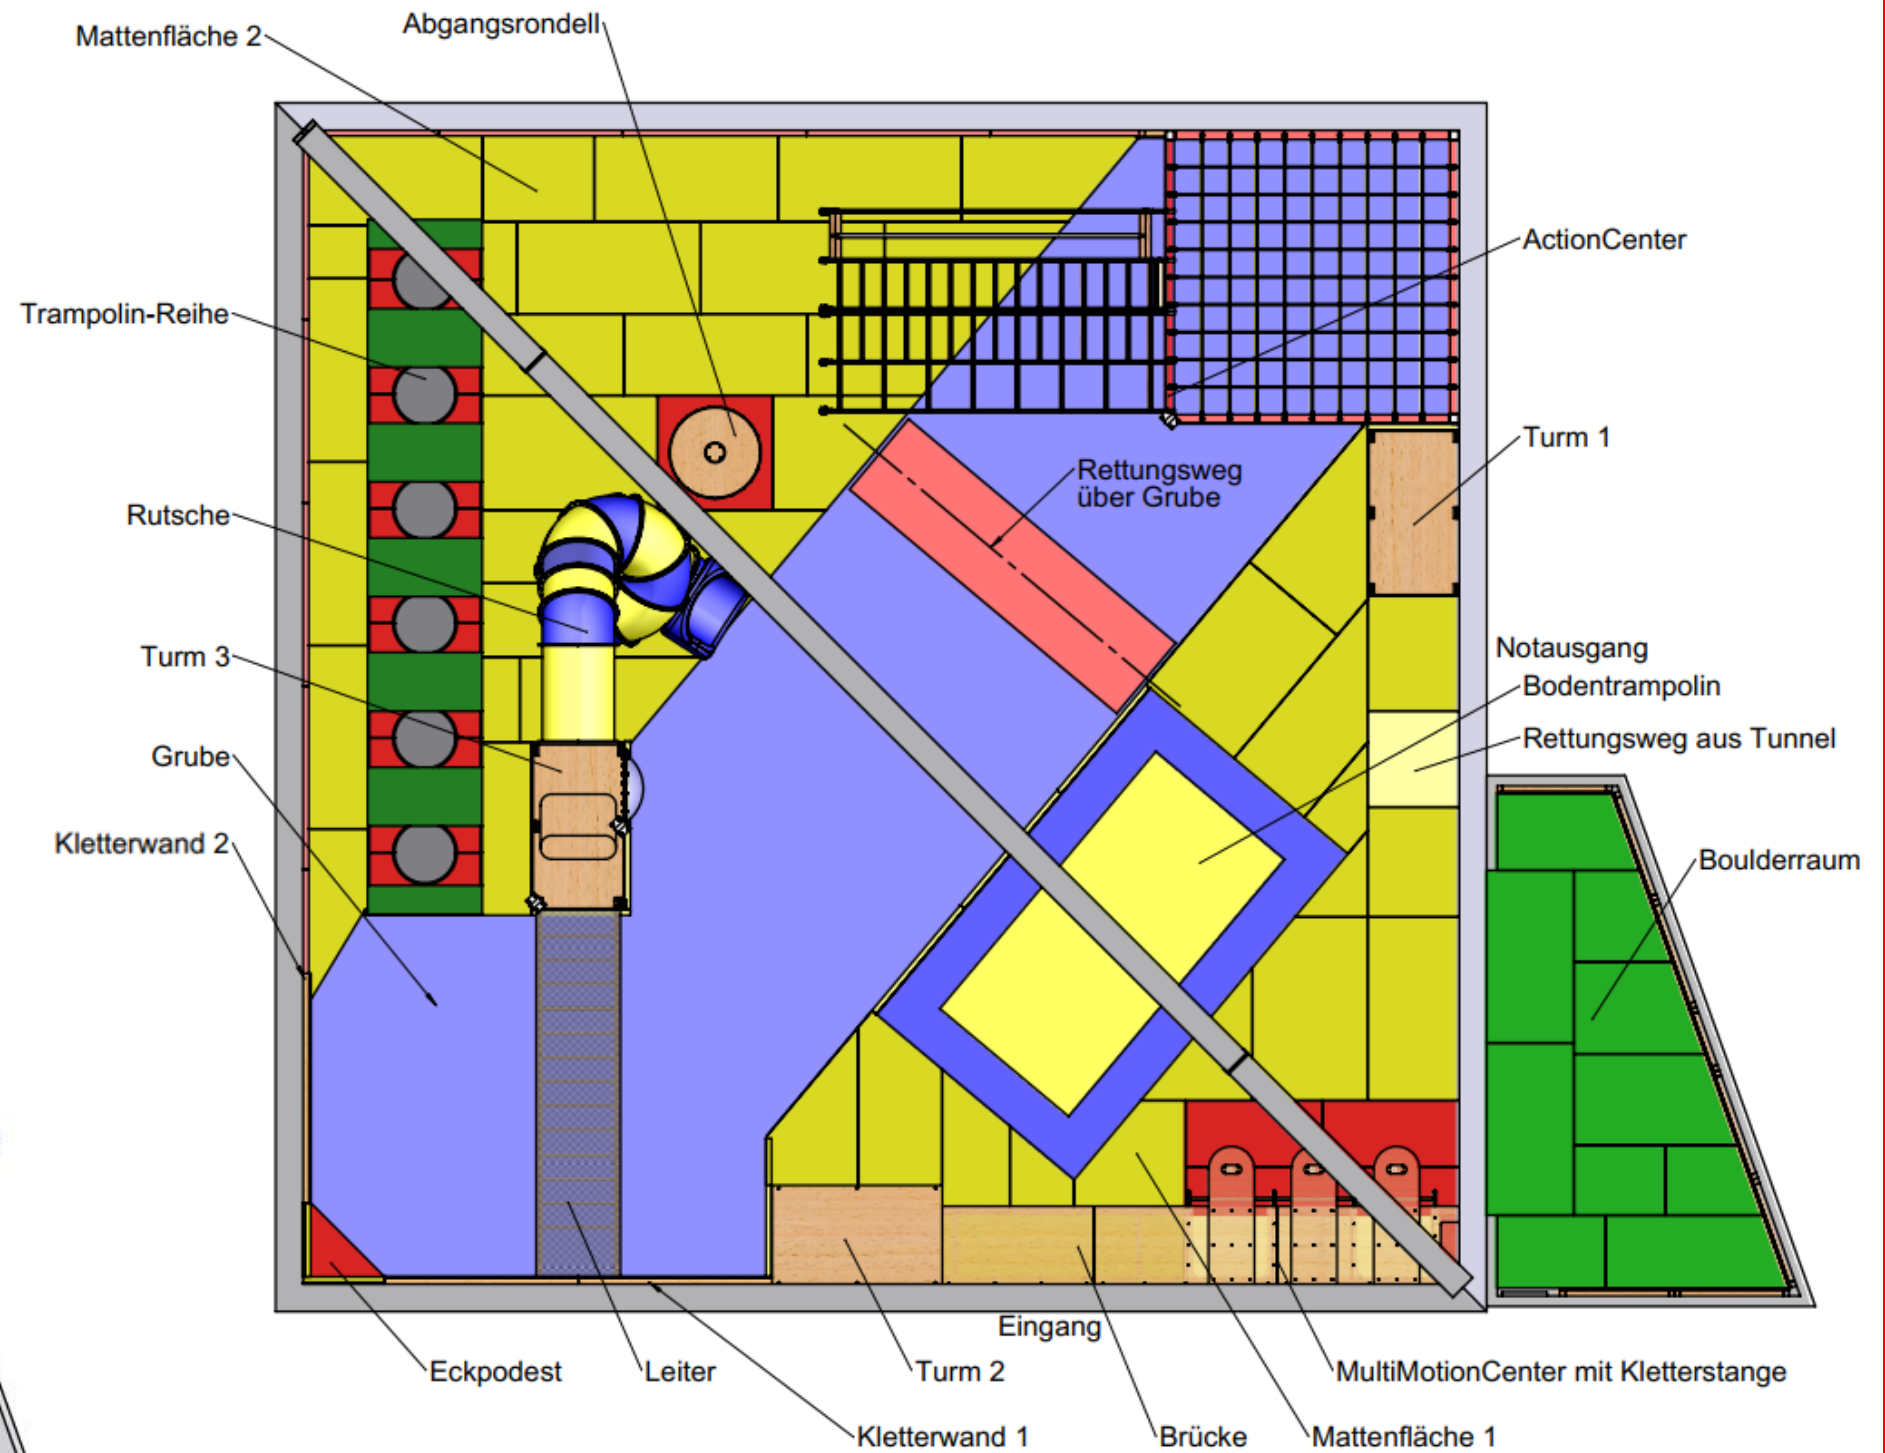 Abgangsrondell
Mattenfläche 2
ActionCenter
Trampolin-Reihe
Turm 1
Rettungsweg
über Grube
Rutsche
Notausgang
Turm 3
Bodentrampolin
Rettungsweg aus Tunnel
Grube
Kletterwand 2
Boulderraum
Eingang
Eckpodest
Leiter
Turm 2
MultiMotionCenter mit Kletterstange
Kletterwand 1
Brücke
Mattenfläche 1